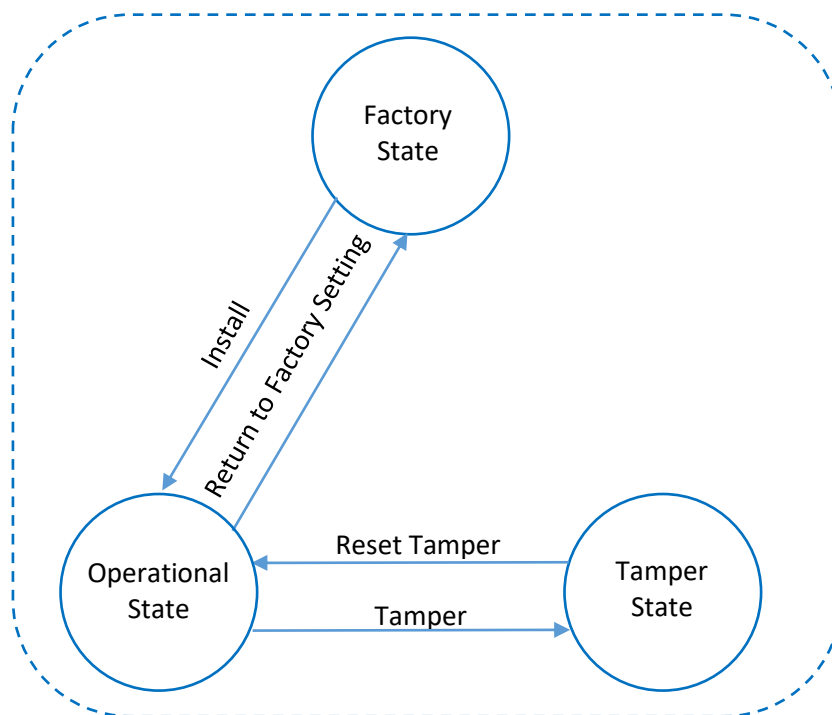 Factory
State
Install
Return to Factory Setting
Reset Tamper
Operational
State
Tamper
Tamper
State